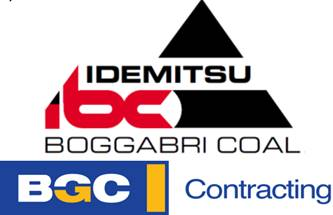 IDEMITSU
ibc
BOGGABRI COAL
BGC Contracting